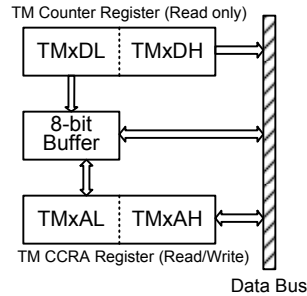 TM Counter Register (Read only)
TMxDL TMxDH
8-bit
Buffer
TMxAL TMxAH
TM CCRA Register (Read/Write)
Data Bus